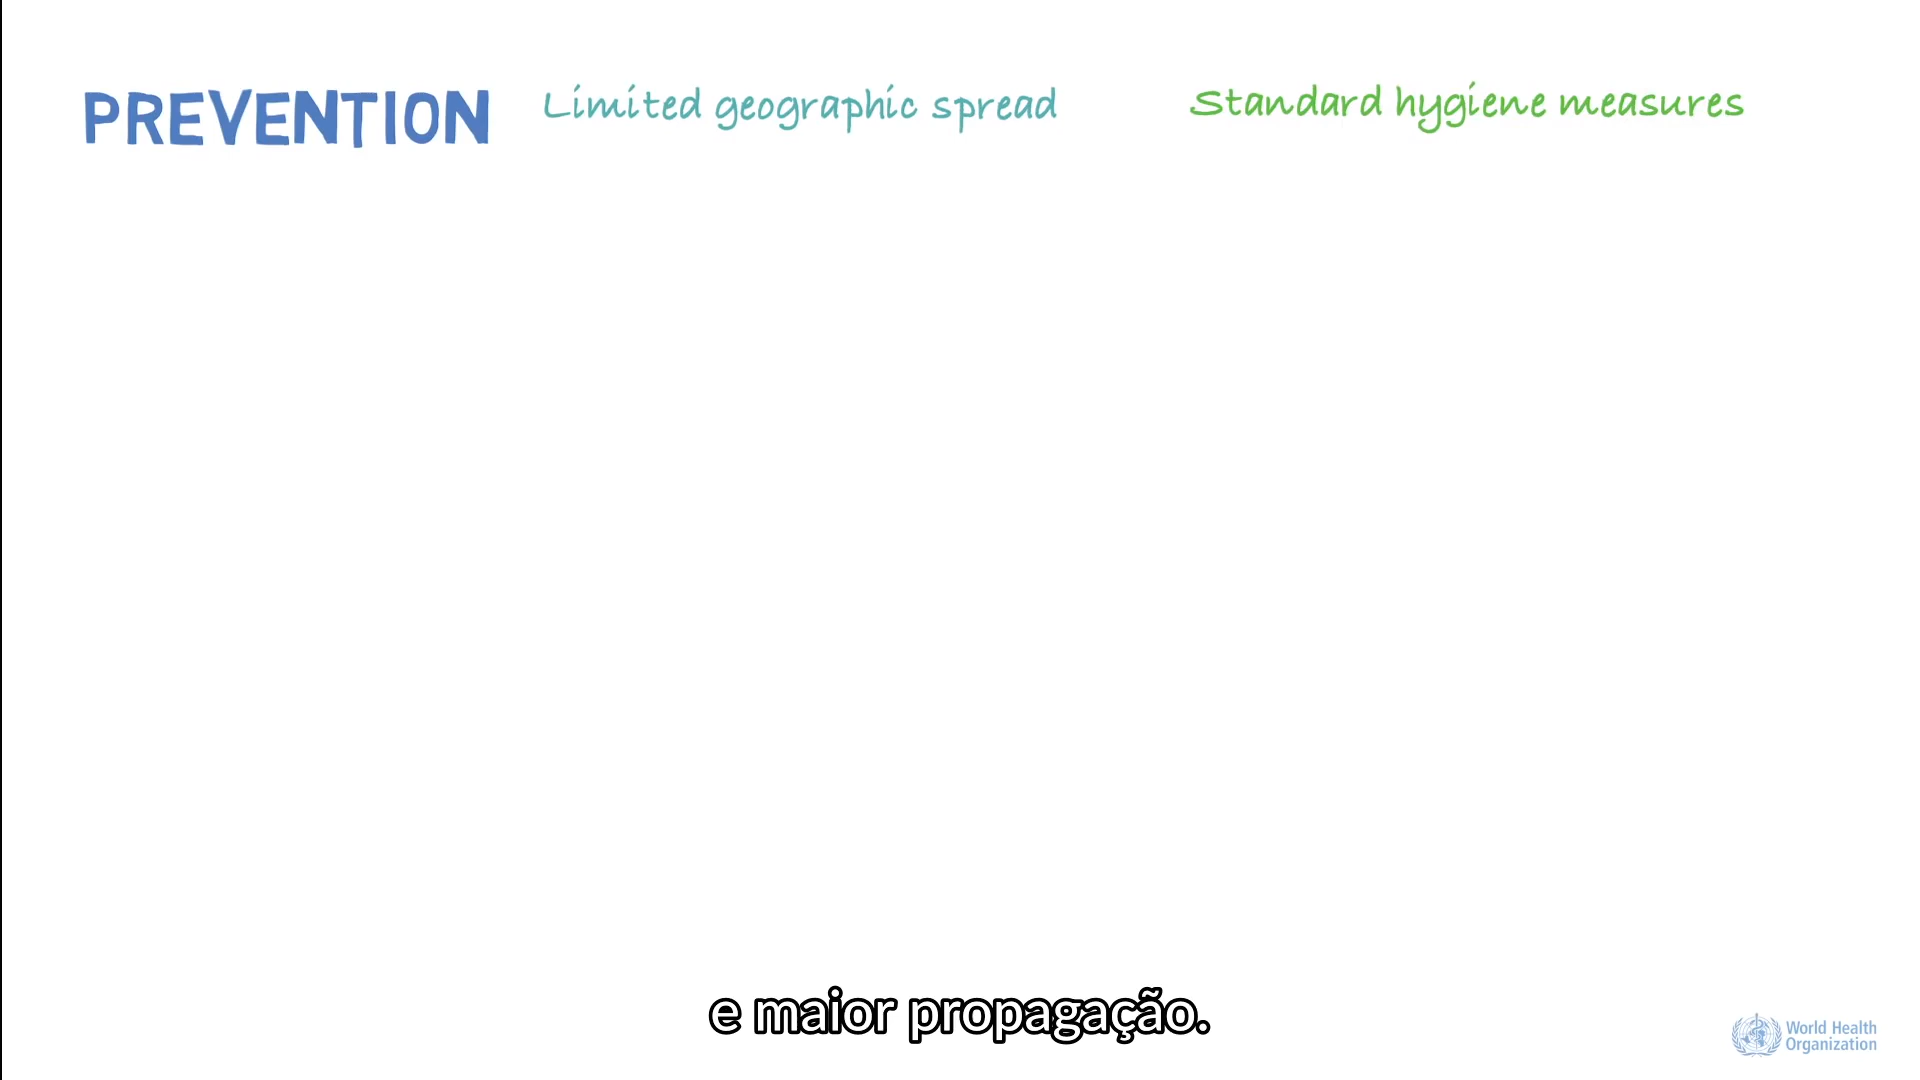 PREVENTION
Limited geographic spread
Standard hygiene measures
e maior propagação.
World Health
Organization